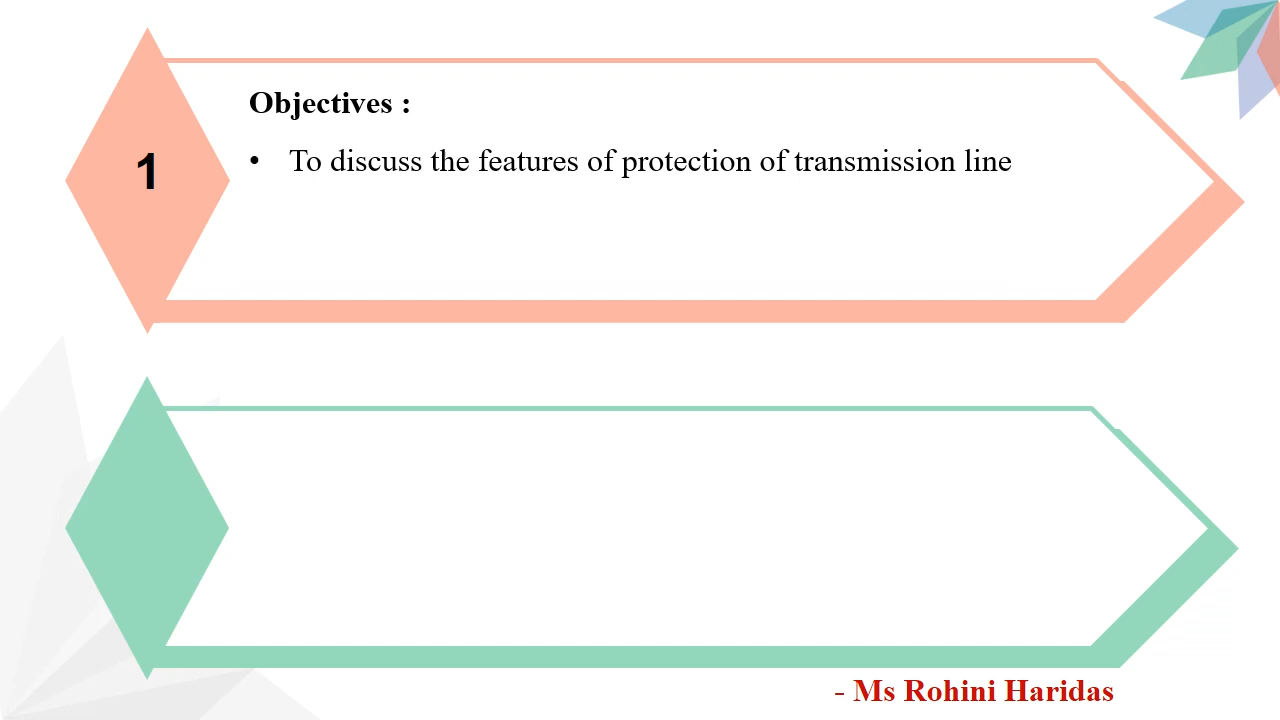 1
Objectives :
• To discuss the features of protection of transmission line
- Ms Rohini Haridas